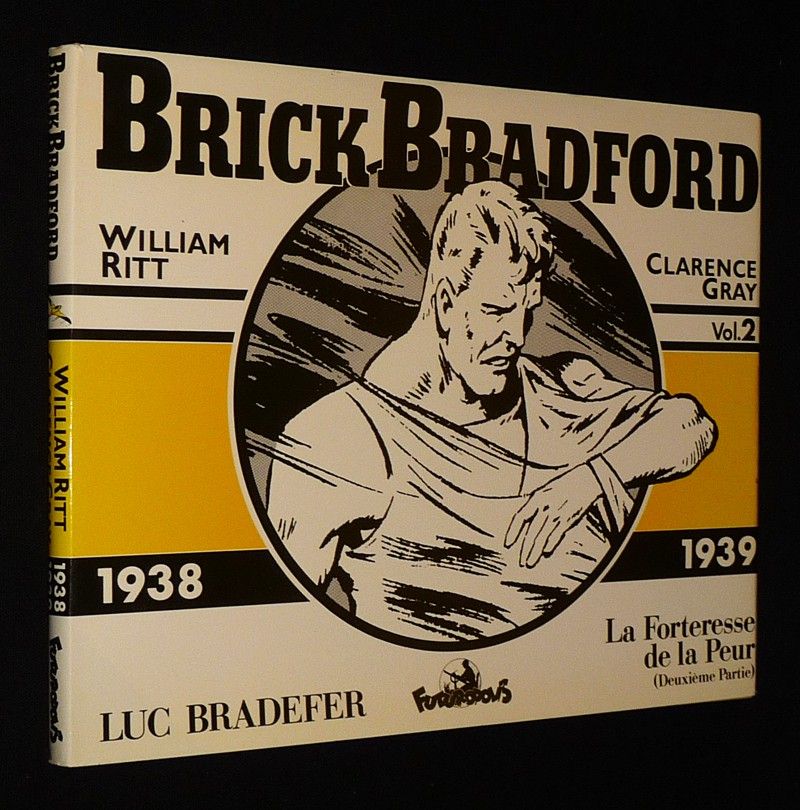 BRICK BRADFORD
WILLIAM
RITT
CLARENCE
GRAY
Vol.2
1938
1939
La Forteresse
de la Peur
(Deuxième Partie)
LUC BRADEFER
FUTUROPOLIS
BRICK BRADFORD
WILLIAM RITT
1938
FUTUROPOLIS